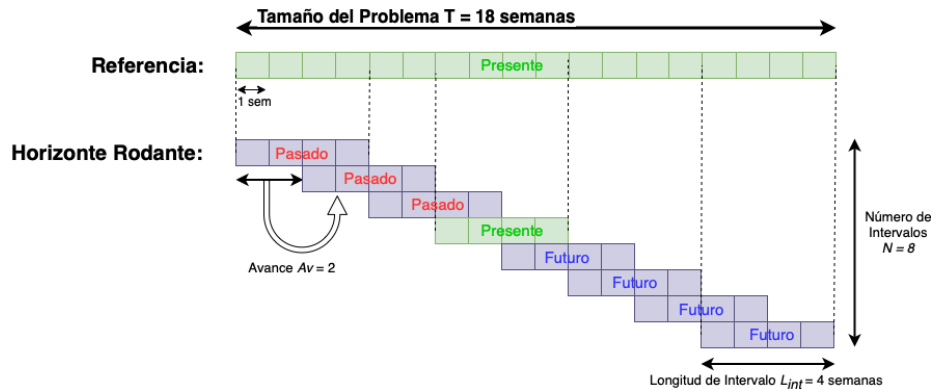 Tamaño del Problema T = 18 semanas
Referencia:
Presente
1 sem
Horizonte Rodante:
Pasado
Pasado
Pasado
Presente
Futuro
Futuro
Futuro
Futuro
Avance Av = 2
Número de
Intervalos
N = 8
Longitud de Intervalo Lint = 4 semanas